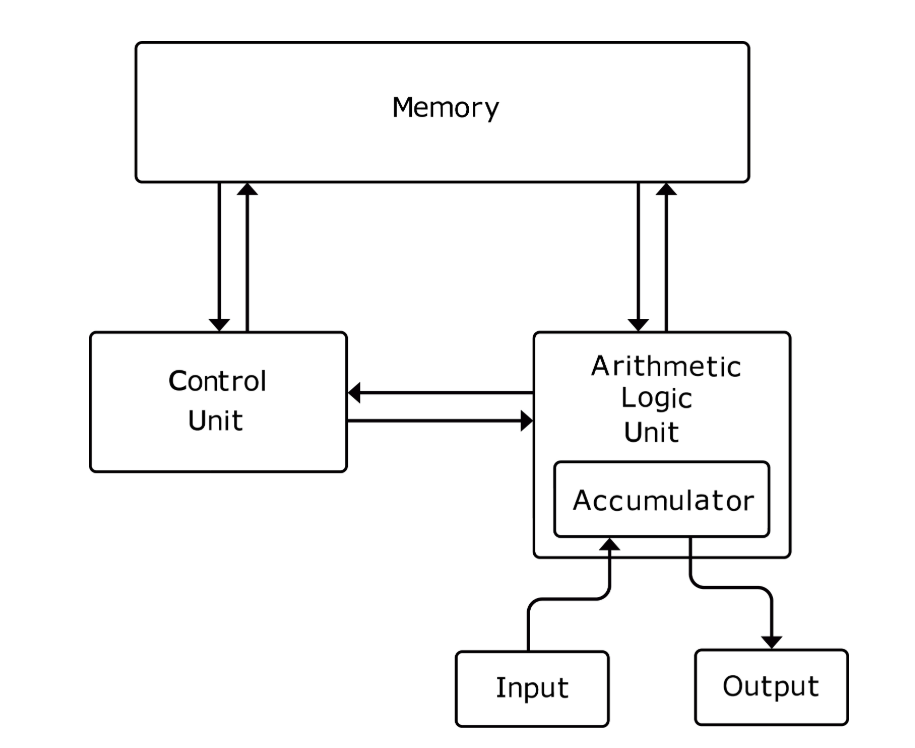 Memory
Control
Unit
Arithmetic
Logic
Unit
Accumulator
Input
Output